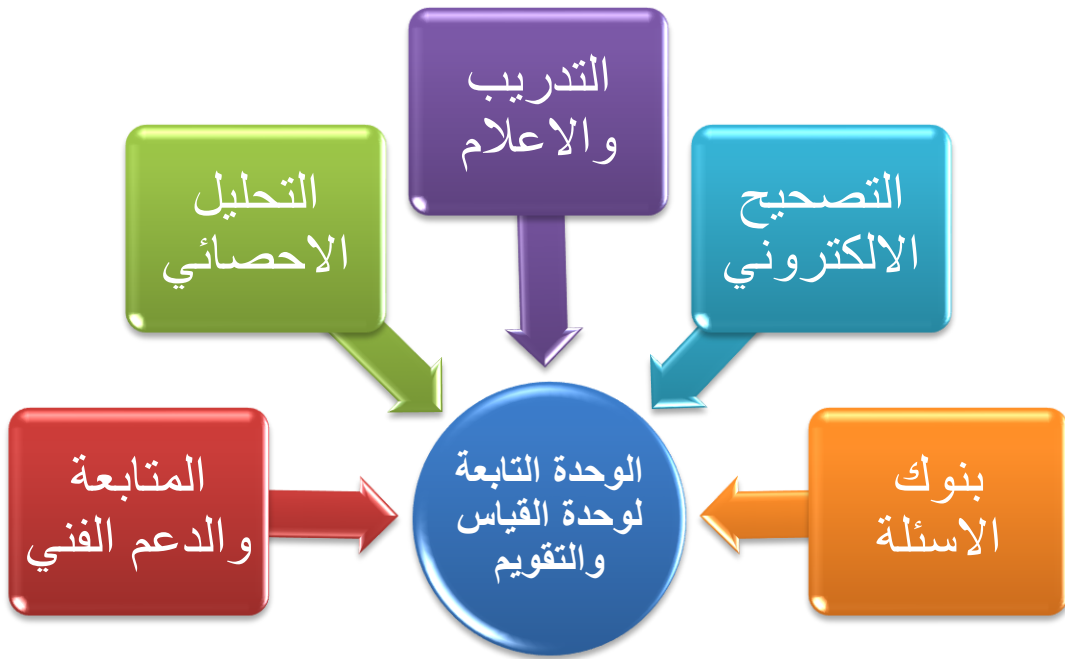 التدريب
والاعلام
التصحيح
الالكتروني
التحليل
الاحصائي
بنوك
الاسئلة
الوحدة التابعة
لوحدة القياس
والتقويم
المتابعة
والدعم الفني